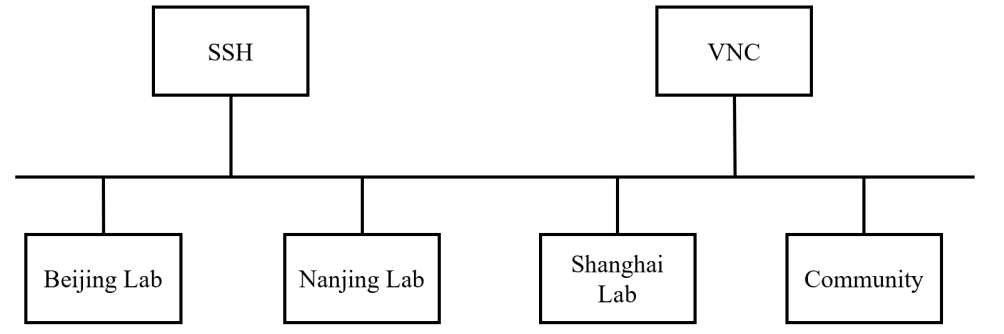 SSH
VNC
Beijing Lab
Nanjing Lab
Shanghai
Lab
Community